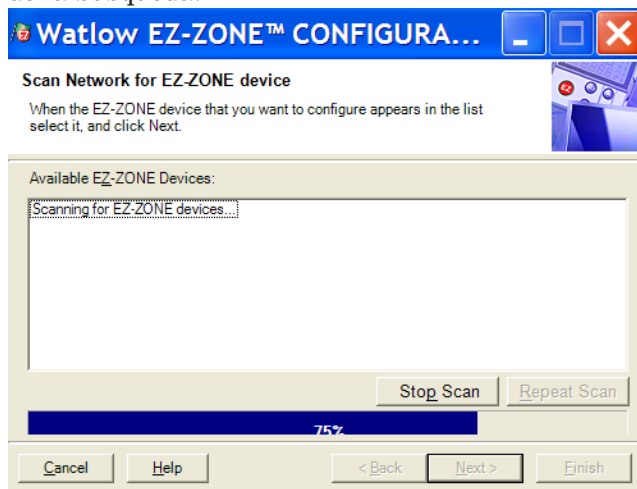 Watlow EZ-ZONE™ CONFIGURA...
Scan Network for EZ-ZONE device
When the EZ-ZONE device that you want to configure appears in the list
select it, and click Next.
Available EZ-ZONE Devices:
Scanning for EZ-ZONE devices...
Stop Scan
Repeat Scan
75%
Cancel
Help
< Back
Next >
Finish